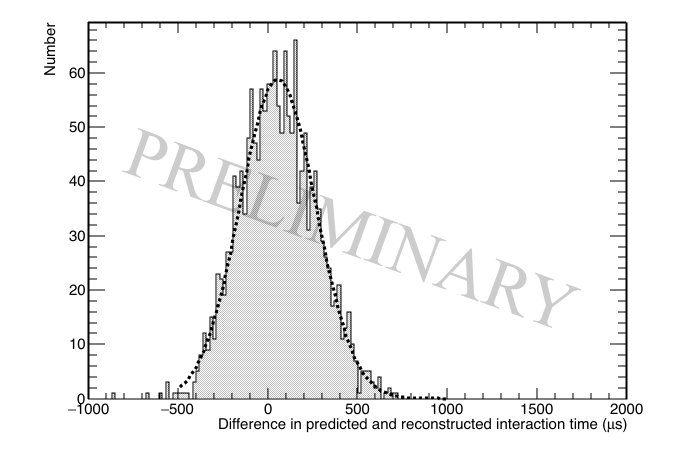 Number
60
50
40
30
20
10
0
−1000 −500 0 500 1000 1500 2000
Difference in predicted and reconstructed interaction time (μs)
PRELIMINARY